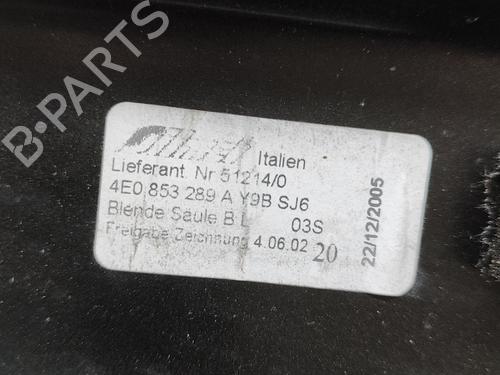 B-PARTS
Italien
Lieferant Nr 51214/0
4E0 853 289 A Y9B SJ6
Blende Säule B L 03S
Freigabe Zeichnung 4.06.02 20
22/12/2005